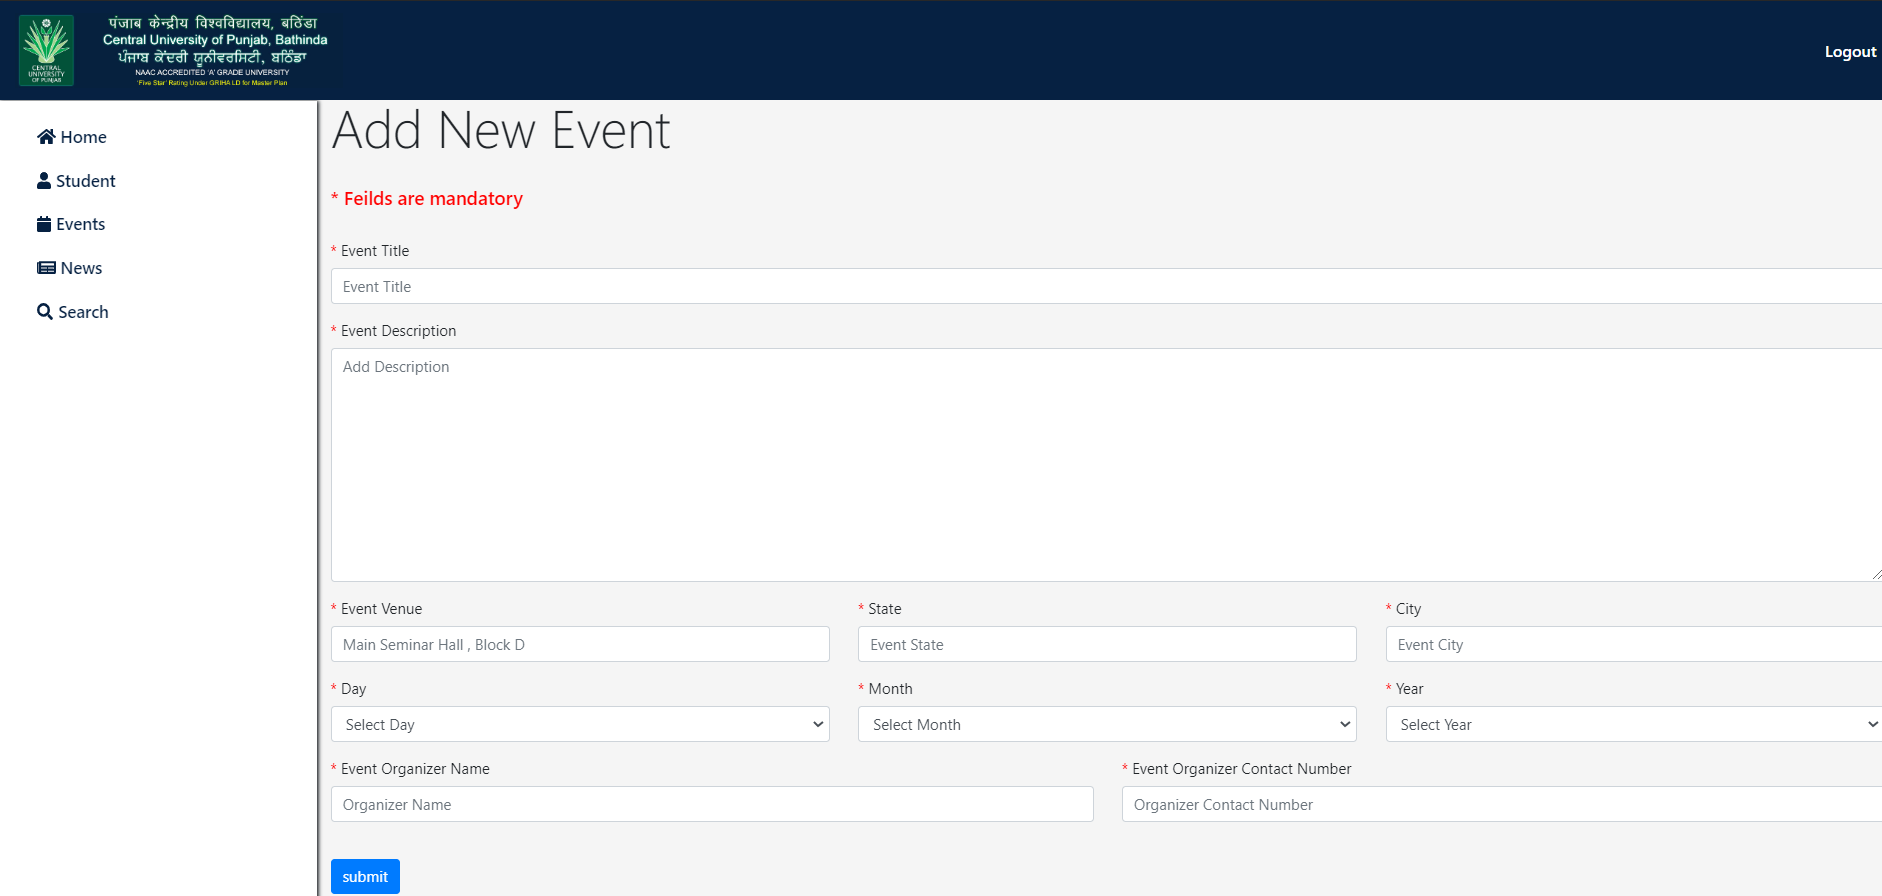 CENTRAL
UNIVERSITY
OF PUNJAB
पंजाब केन्द्रीय विश्वविद्यालय, बठिंडा
Central University of Punjab, Bathinda
ਪੰਜਾਬ ਕੇਂਦਰੀ ਯੂਨੀਵਰਸਿਟੀ, ਬਠਿੰਡਾ
NAAC ACCREDITED 'A' GRADE UNIVERSITY
'Five Star' Rating Under GRIHA LD for Master Plan
Logout
Home
Student
Events
News
Search
Add New Event
* Feilds are mandatory
* Event Title
Event Title
* Event Description
Add Description
* Event Venue * State * City
Main Seminar Hall , Block D Event State Event City
* Day * Month * Year
Select Day Select Month Select Year
* Event Organizer Name * Event Organizer Contact Number
Organizer Name Organizer Contact Number
submit